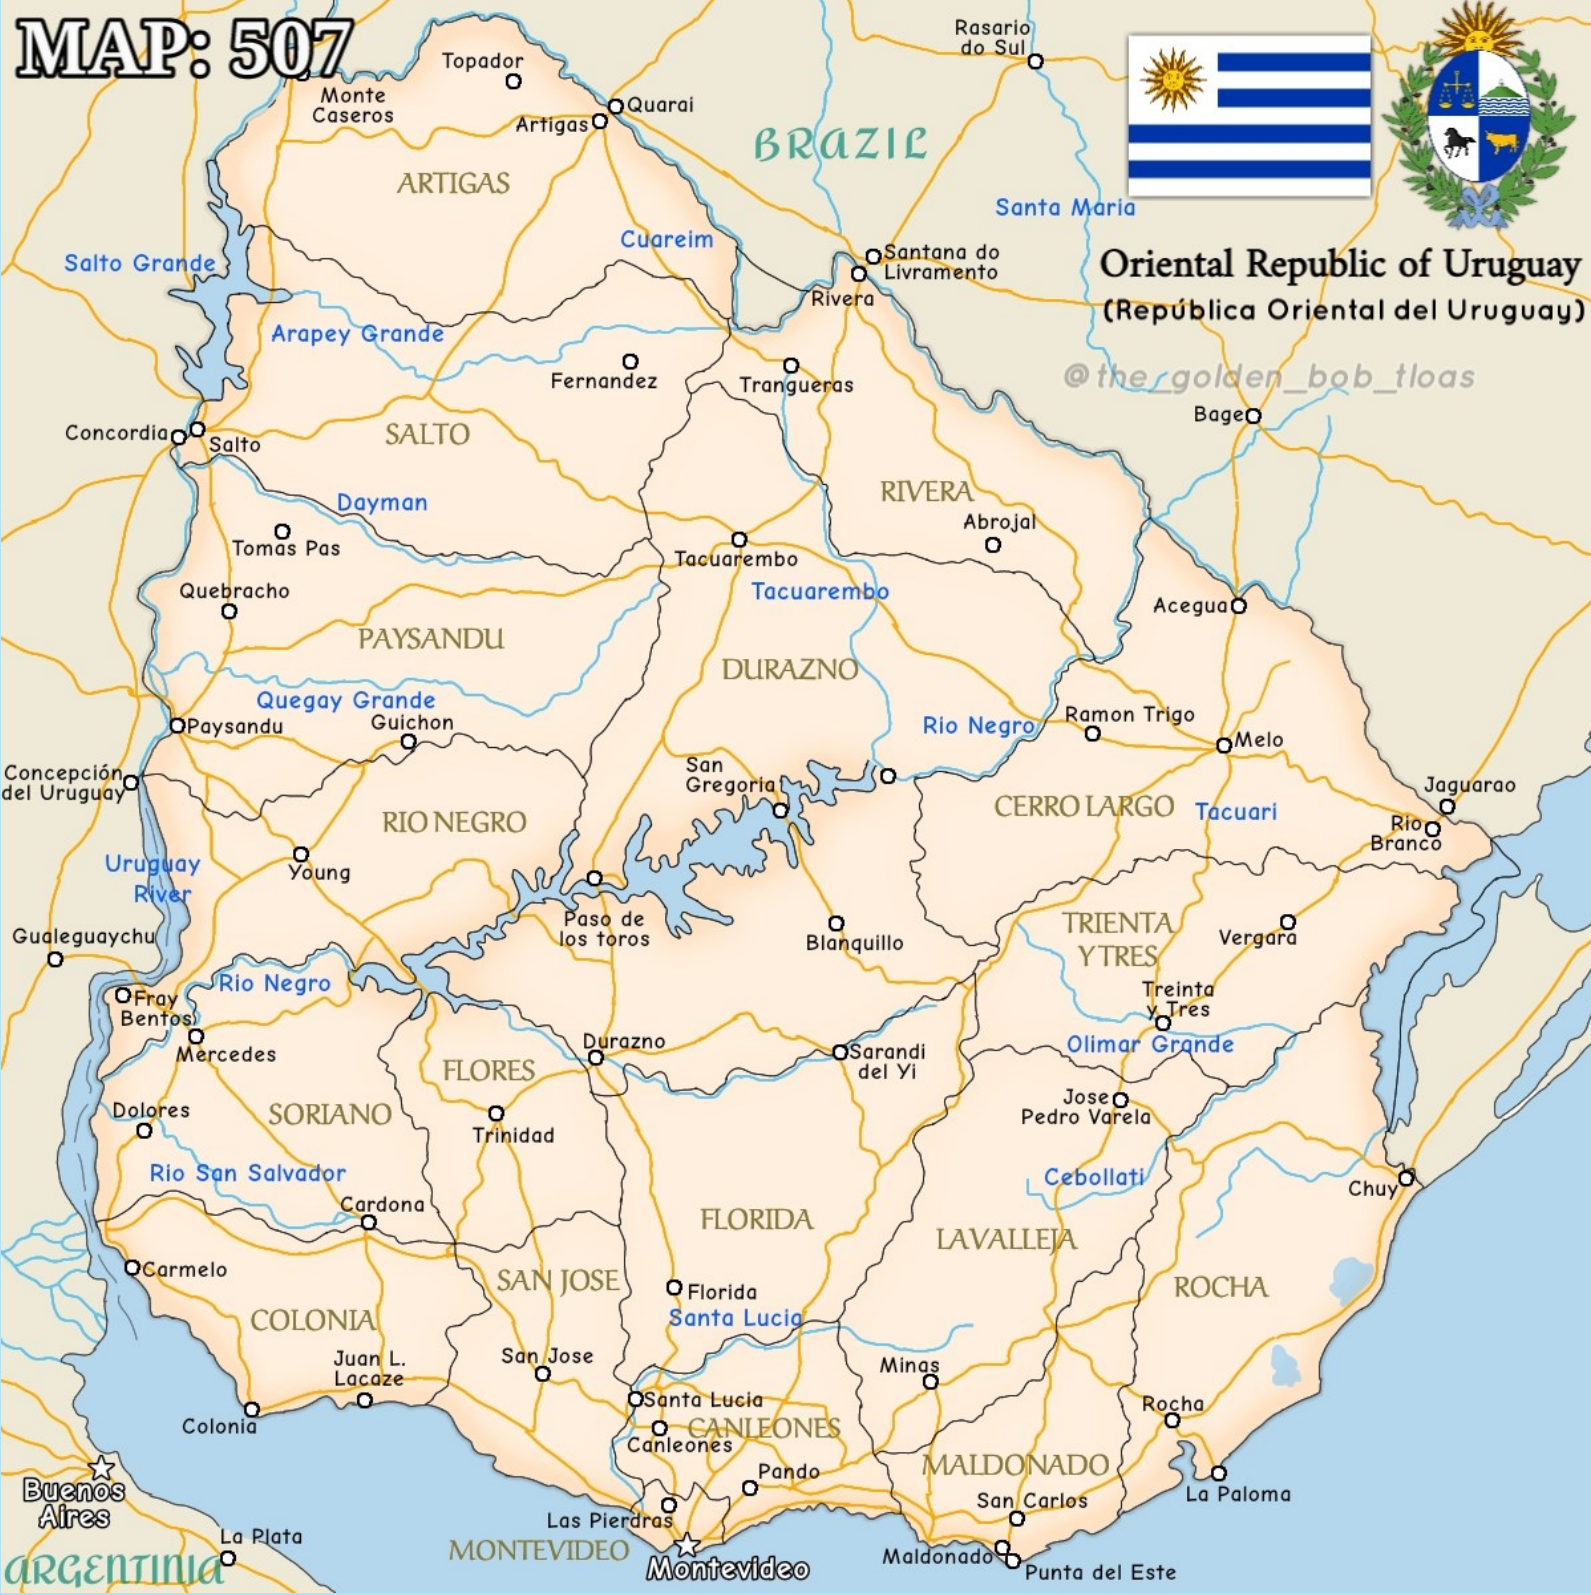 MAP: 507
Rasario
do Sul
Topador
Monte
Caseros
Quarai
Artigas
BRAZIL
ARTIGAS
Santa Maria
Cuareim
Salto Grande
Santana do
Livramento
Rivera
Oriental Republic of Uruguay
(República Oriental del Uruguay)
Arapey Grande
@the_golden_bob_tloas
Fernandez
Trangueras
Bage
Concordia
Salto
SALTO
RIVERA
Dayman
Abrojal
Tomas Pas
Tacuarembo
Quebracho
Tacuarembo
Acegua
PAYSANDU
DURAZNO
Quegay Grande
Guichon
Paysandu
Rio Negro
Ramon Trigo
Melo
San
Gregoria
Concepción
del Uruguay
Jaguarao
RIO NEGRO
CERRO LARGO
Tacuari
Rio
Branco
Uruguay
River
Young
Paso de
los toros
Blanquillo
TRIENTA
Y TRES
Vergara
Gualeguaychu
Rio Negro
Fray
Bentos
Treinta
y Tres
Mercedes
Durazno
Sarandi
del Yi
Olimar Grande
FLORES
Dolores
SORIANO
Trinidad
Jose
Pedro Varela
Rio San Salvador
Cebollati
Chuy
Cardona
FLORIDA
LAVALLEJA
Carmelo
SAN JOSE
ROCHA
Florida
COLONIA
Santa Lucia
Juan L.
Lacaze
San Jose
Minas
Colonia
Santa Lucia
CANLEONES
Canleones
Rocha
MALDONADO
Pando
San Carlos
La Paloma
Buenos
Aires
Las Pierdras
La Plata
MONTEVIDEO
Montevideo
Maldonado
Punta del Este
ARGENTINIA